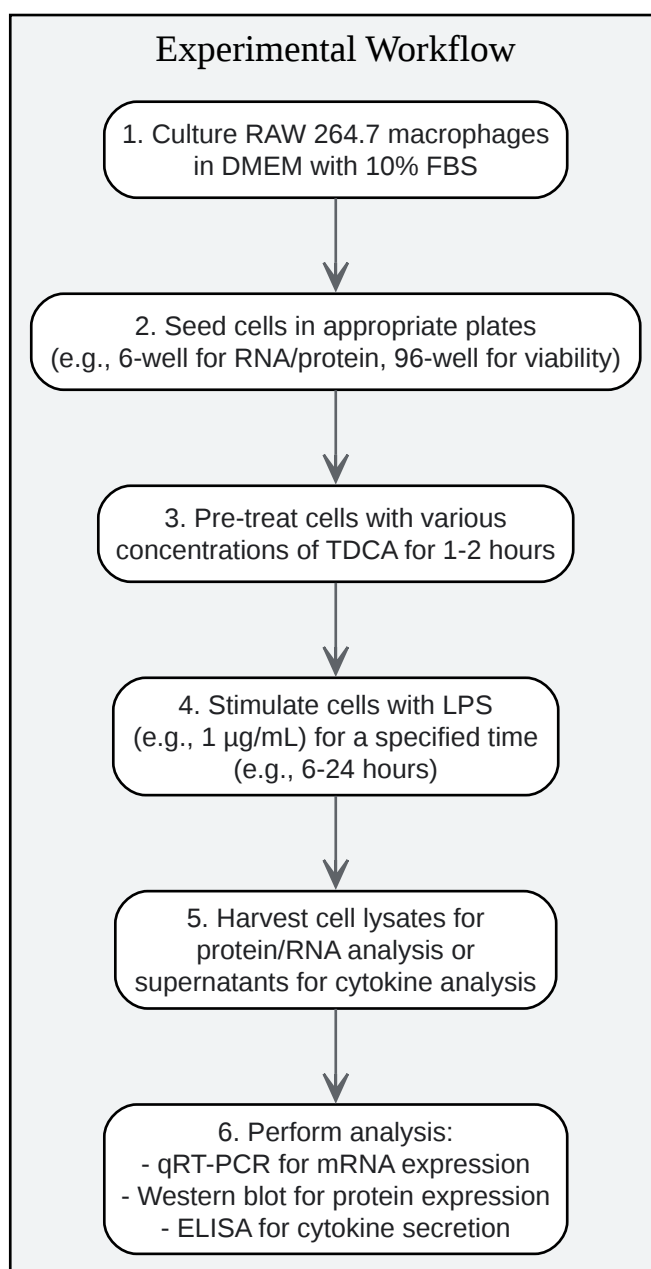 Experimental Workflow
1. Culture RAW 264.7 macrophages
in DMEM with 10% FBS
2. Seed cells in appropriate plates
(e.g., 6-well for RNA/protein, 96-well for viability)
3. Pre-treat cells with various
concentrations of TDCA for 1-2 hours
4. Stimulate cells with LPS
(e.g., 1 µg/mL) for a specified time
(e.g., 6-24 hours)
5. Harvest cell lysates for
protein/RNA analysis or
supernatants for cytokine analysis
6. Perform analysis:
- qRT-PCR for mRNA expression
- Western blot for protein expression
- ELISA for cytokine secretion